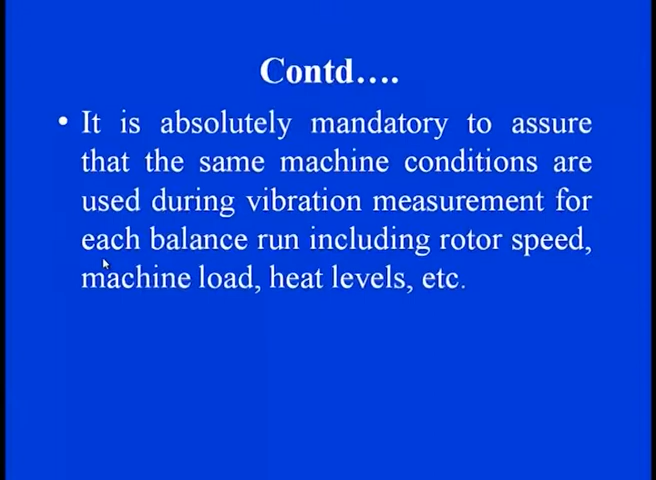 Contd….
• It is absolutely mandatory to assure
that the same machine conditions are
used during vibration measurement for
each balance run including rotor speed,
machine load, heat levels, etc.